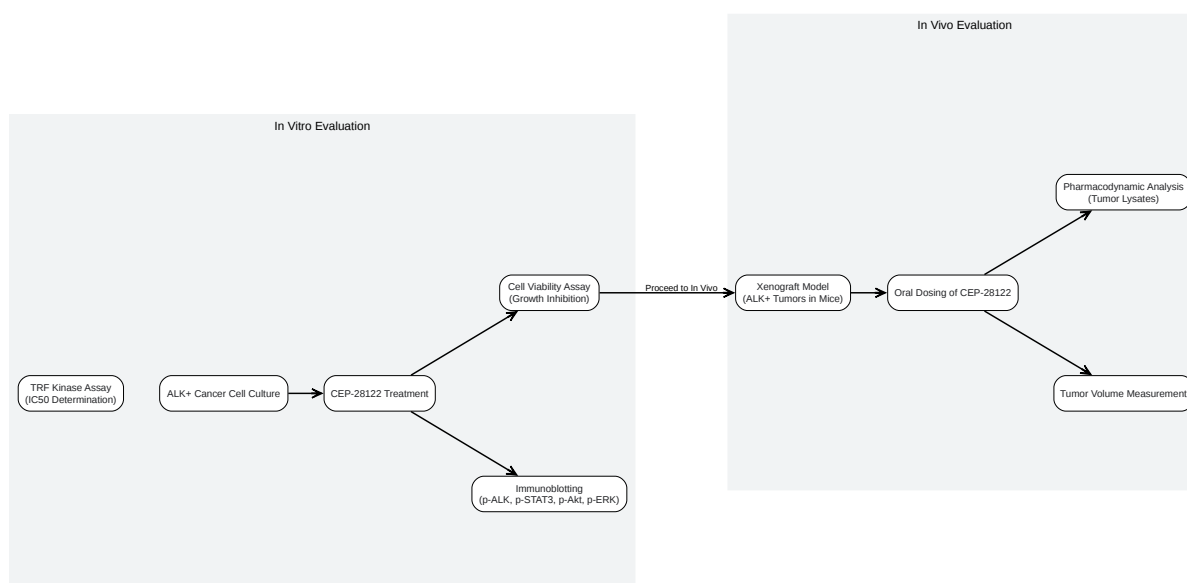 In Vivo Evaluation
In Vitro Evaluation
Pharmacodynamic Analysis
(Tumor Lysates)
Cell Viability Assay
(Growth Inhibition)
Proceed to In Vivo
Xenograft Model
(ALK+ Tumors in Mice)
Oral Dosing of CEP-28122
TRF Kinase Assay
(IC50 Determination)
ALK+ Cancer Cell Culture
CEP-28122 Treatment
Tumor Volume Measurement
Immunoblotting
(p-ALK, p-STAT3, p-Akt, p-ERK)